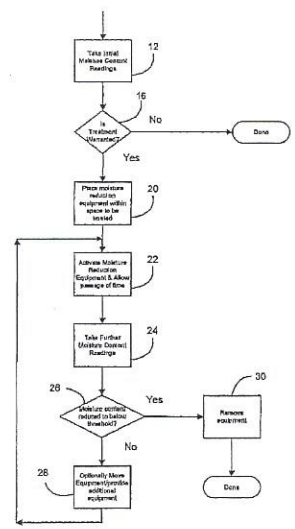 Take Initial
Moisture Content
Readings
12
16
Is
Treatment
Warranted?
No
Done
Yes
Place moisture
reduction
equipment within
space to be
20
Activate Moisture
Reduction
Equipment & Allow
passage of time
22
Take Further
Moisture Content
Readings
24
26
Moisture content
reduced to below
threshold?
Yes
30
Remove
equipment
No
Done
Optionally Move
Equipment/provide
additional
equipment
28